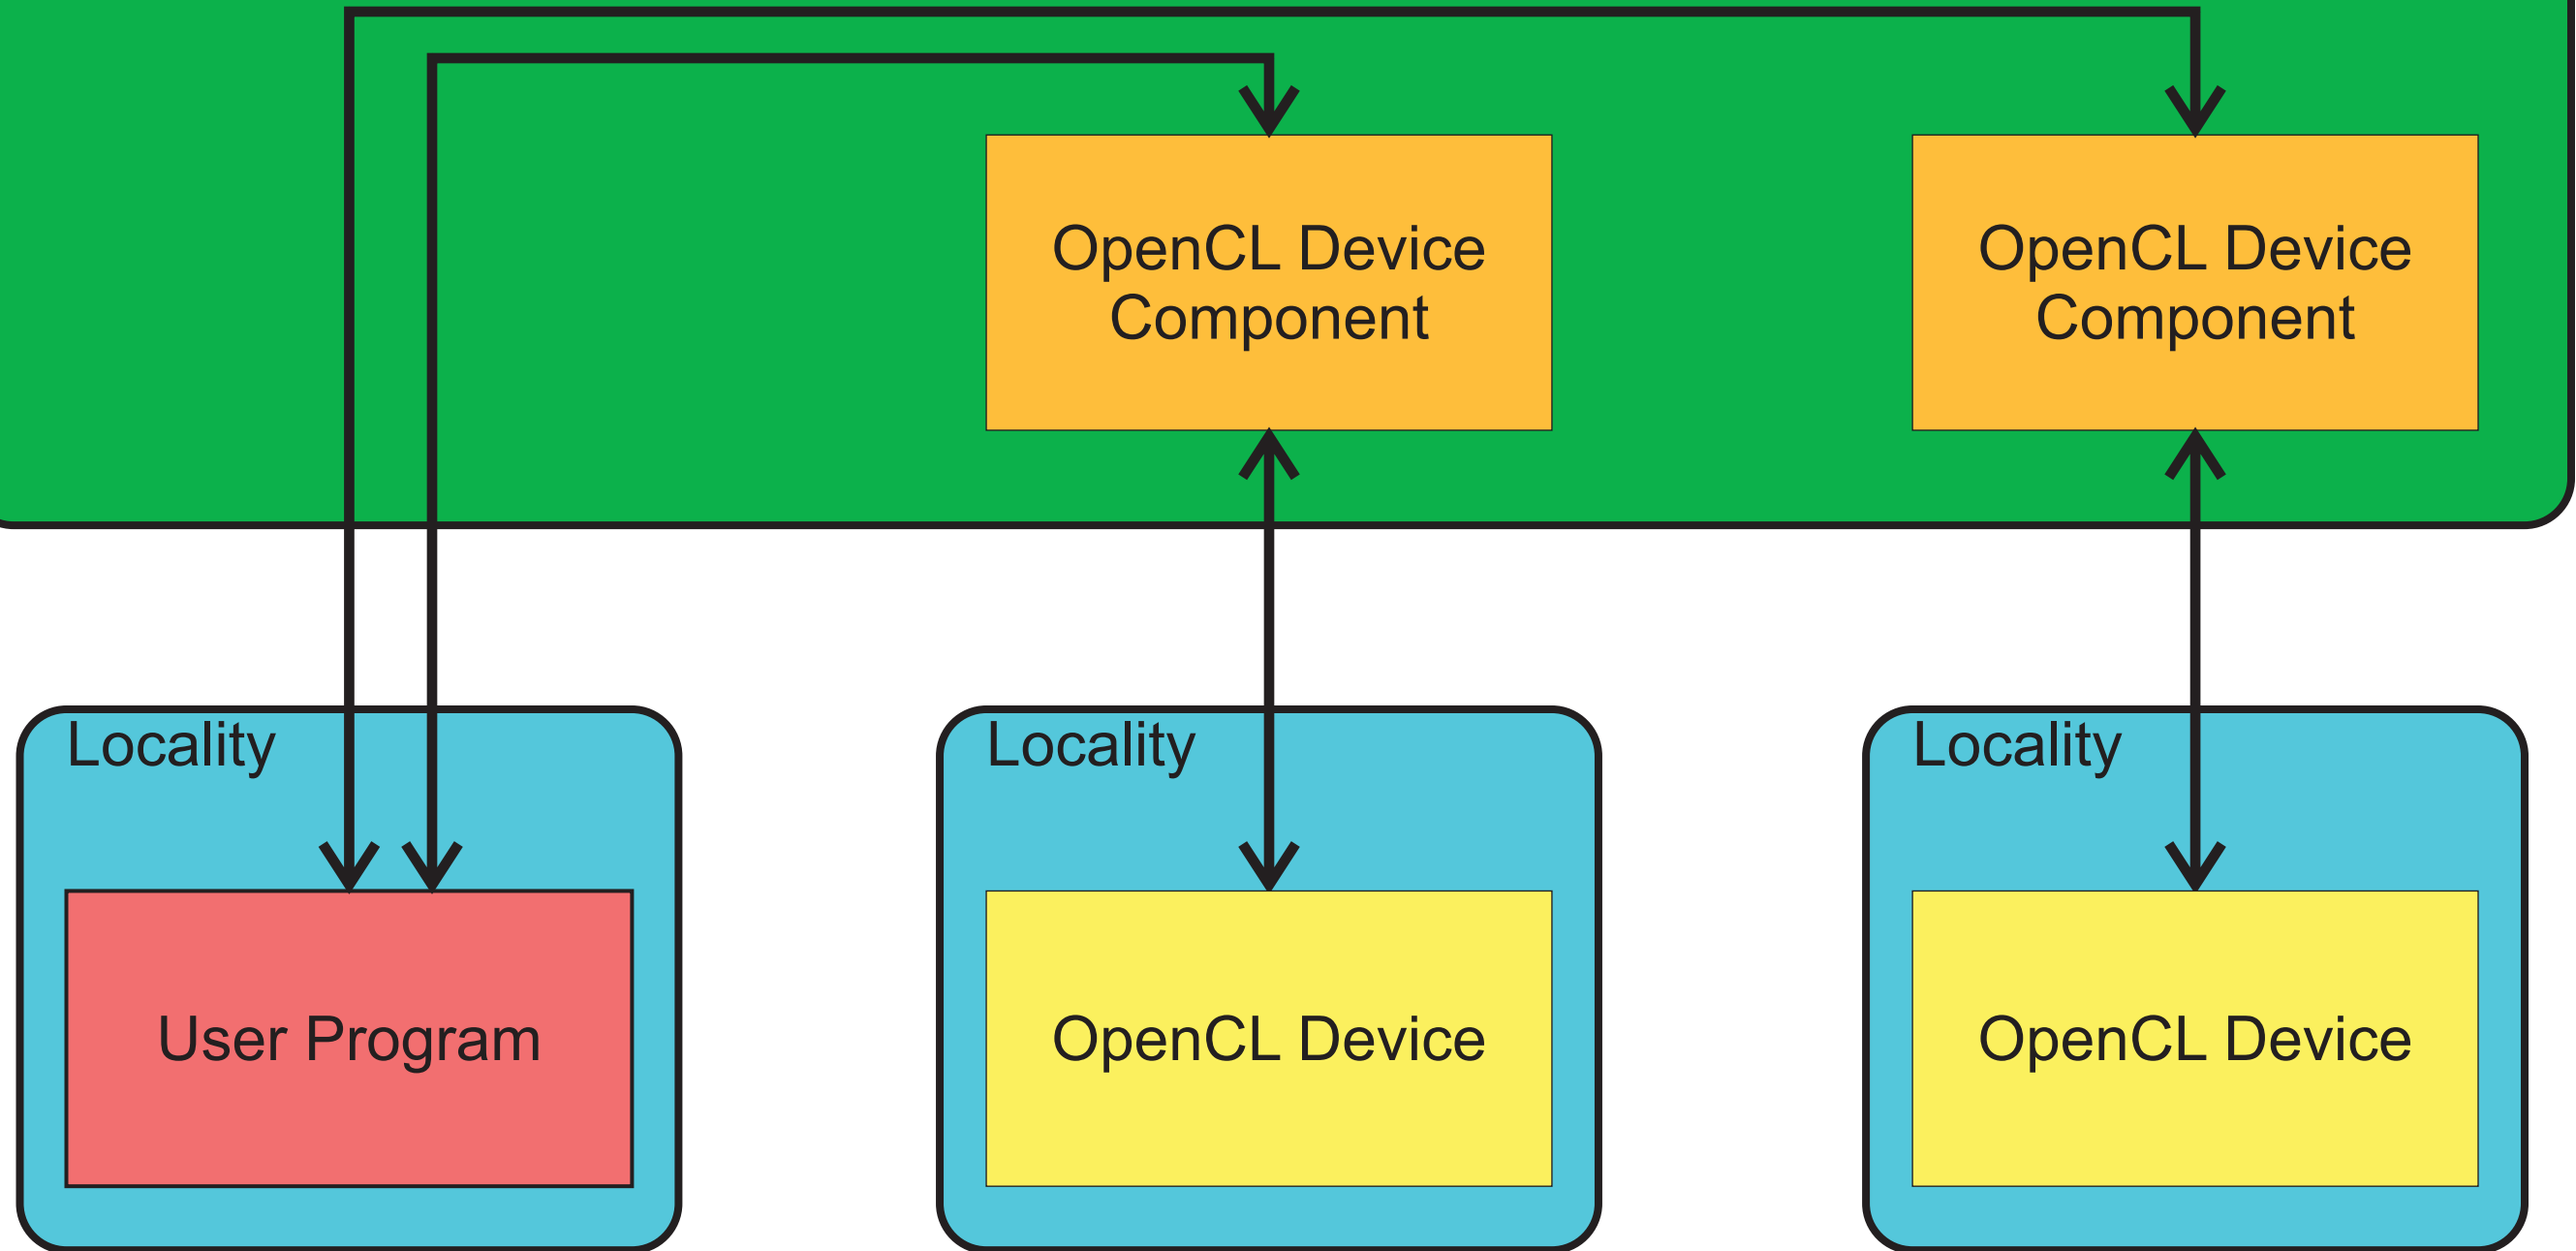 OpenCL Device
Component
OpenCL Device
Component
Locality
Locality
Locality
User Program
OpenCL Device
OpenCL Device